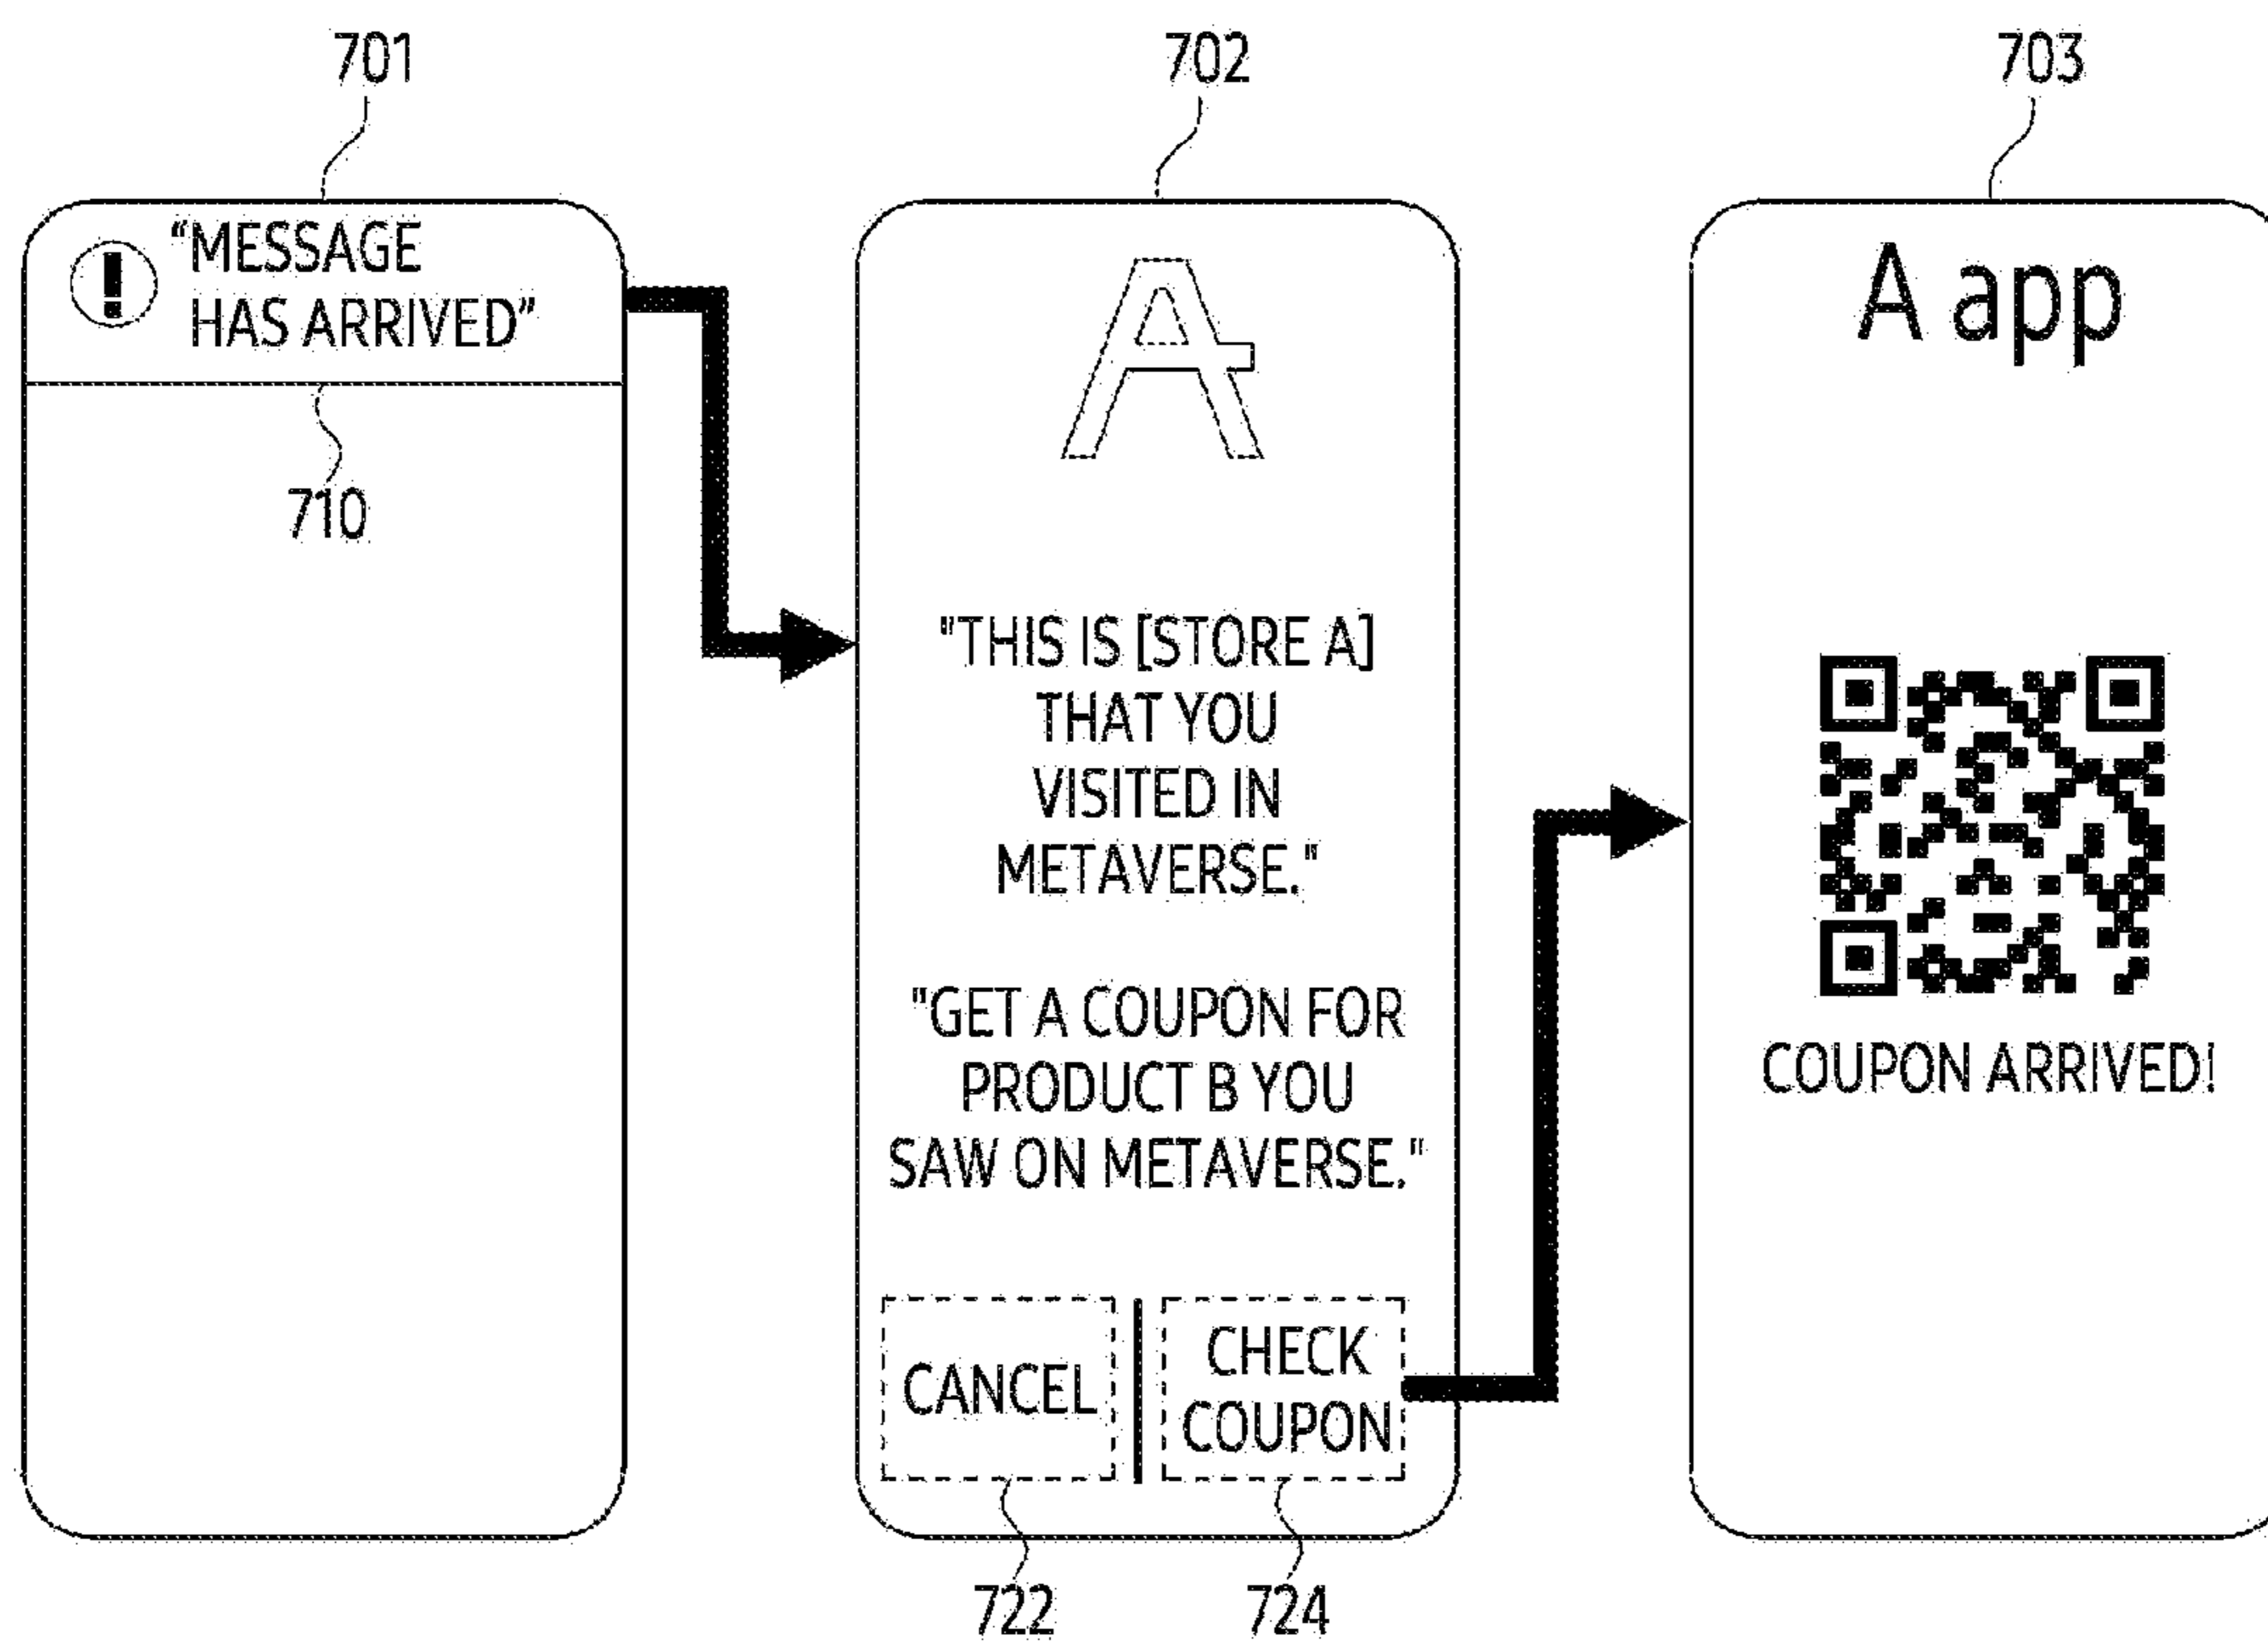 701
702
703
"MESSAGE
HAS ARRIVED"
710
A
"THIS IS [STORE A]
THAT YOU
VISITED IN
METAVERSE."
"GET A COUPON FOR
PRODUCT B YOU
SAW ON METAVERSE."
CANCEL
CHECK
COUPON
722
724
A app
COUPON ARRIVED!